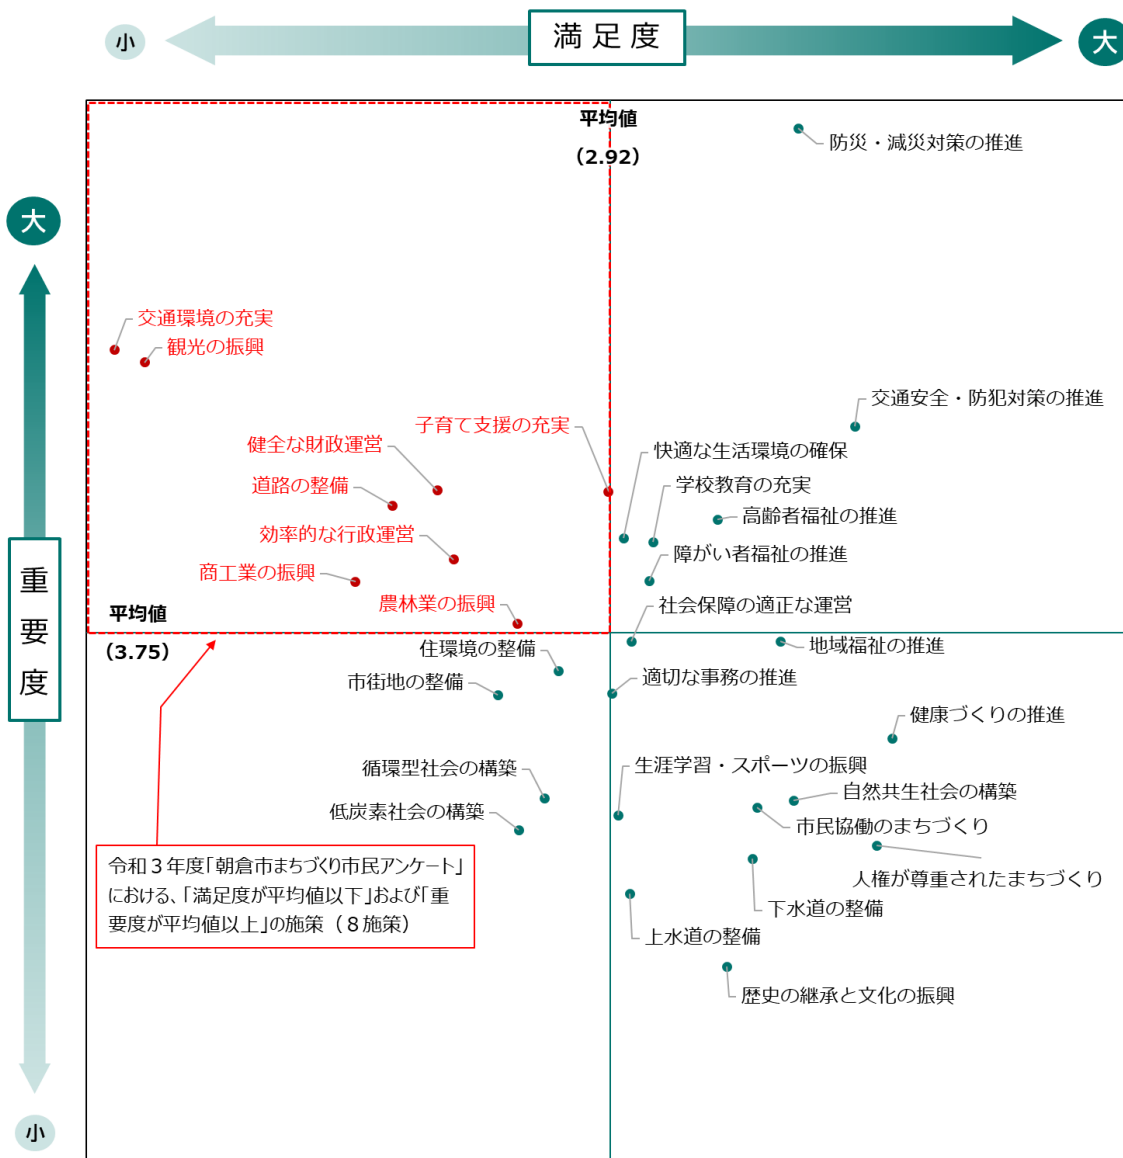 小
満足度
大
平均値
（2.92）
防災・減災対策の推進
大
交通環境の充実
観光の振興
交通安全・防犯対策の推進
子育て支援の充実
健全な財政運営
快適な生活環境の確保
道路の整備
学校教育の充実
高齢者福祉の推進
効率的な行政運営
障がい者福祉の推進
商工業の振興
農林業の振興
社会保障の適正な運営
平均値
（3.75）
重要度
住環境の整備
地域福祉の推進
市街地の整備
適切な事務の推進
健康づくりの推進
循環型社会の構築
生涯学習・スポーツの振興
自然共生社会の構築
低炭素社会の構築
市民協働のまちづくり
令和３年度「朝倉市まちづくり市民アンケート」
における、「満足度が平均値以下」および「重
要度が平均値以上」の施策（８施策）
人権が尊重されたまちづくり
下水道の整備
上水道の整備
歴史の継承と文化の振興
小